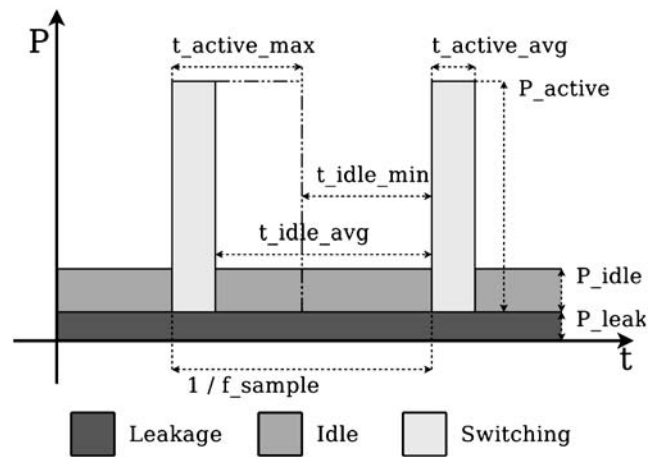 P
t_active_max
t_active_avg
P_active
t_idle_min
t_idle_avg
P_idle
P_leak
t
1 / f_sample
Leakage
Idle
Switching